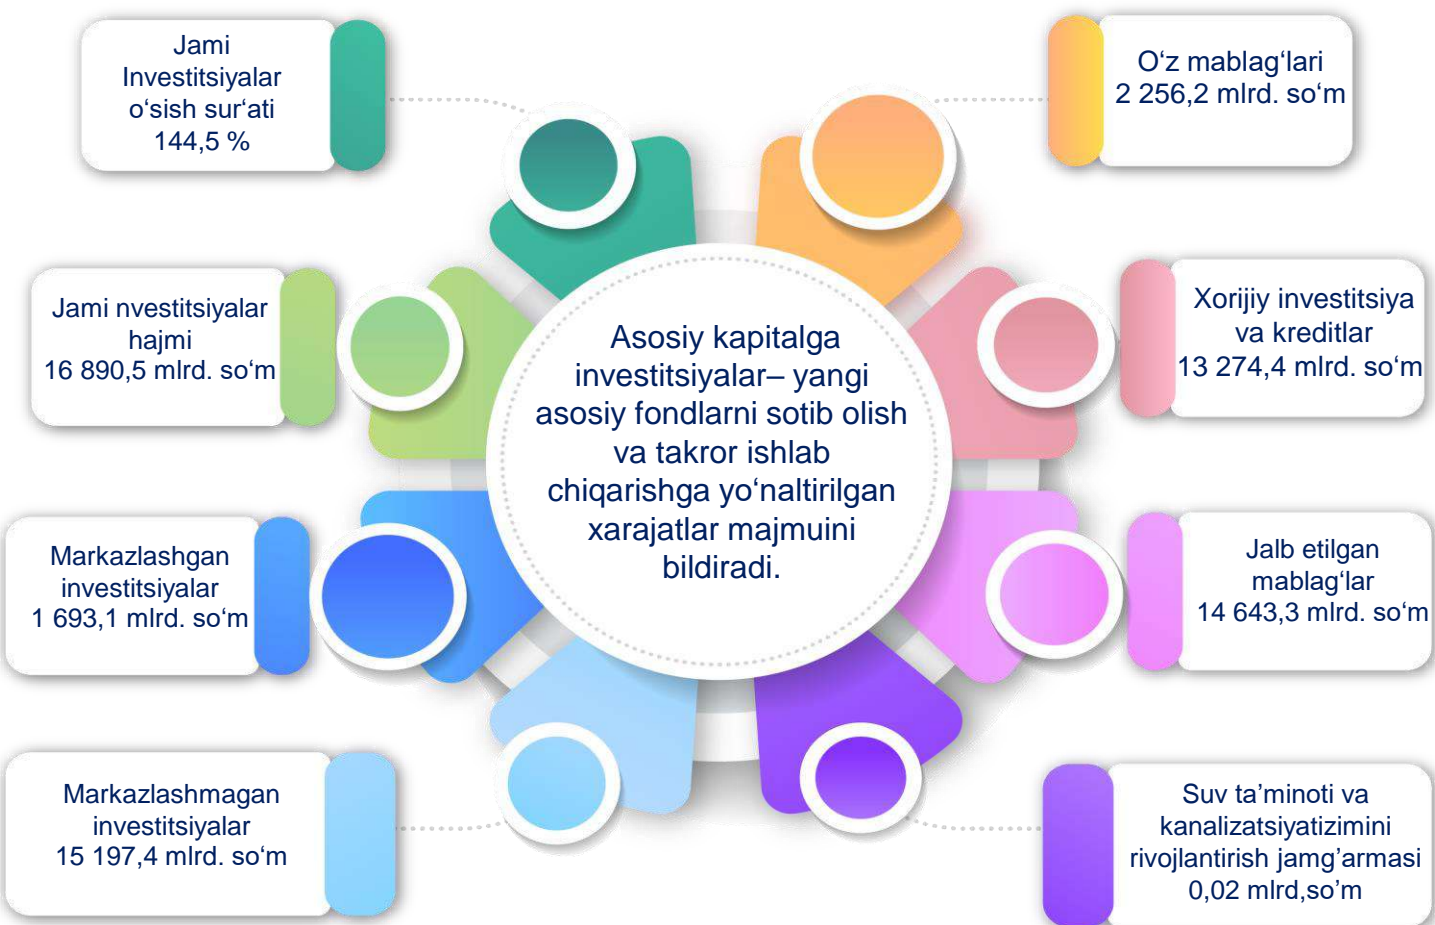 Jami
Investitsiyalar
o‘sish sur‘ati
144,5 %
O‘z mablag‘lari
2 256,2 mlrd. so‘m
Jami nvestitsiyalar
hajmi
16 890,5 mlrd. so‘m
Xorijiy investitsiya
va kreditlar
13 274,4 mlrd. so‘m
Asosiy kapitalga
investitsiyalar– yangi
asosiy fondlarni sotib olish
va takror ishlab
chiqarishga yo‘naltirilgan
xarajatlar majmuini
bildiradi.
Markazlashgan
investitsiyalar
1 693,1 mlrd. so‘m
Jalb etilgan
mablag‘lar
14 643,3 mlrd. so‘m
Markazlashmagan
investitsiyalar
15 197,4 mlrd. so‘m
Suv ta’minoti va
kanalizatsiyatizimini
rivojlantirish jamg’armasi
0,02 mlrd,so’m